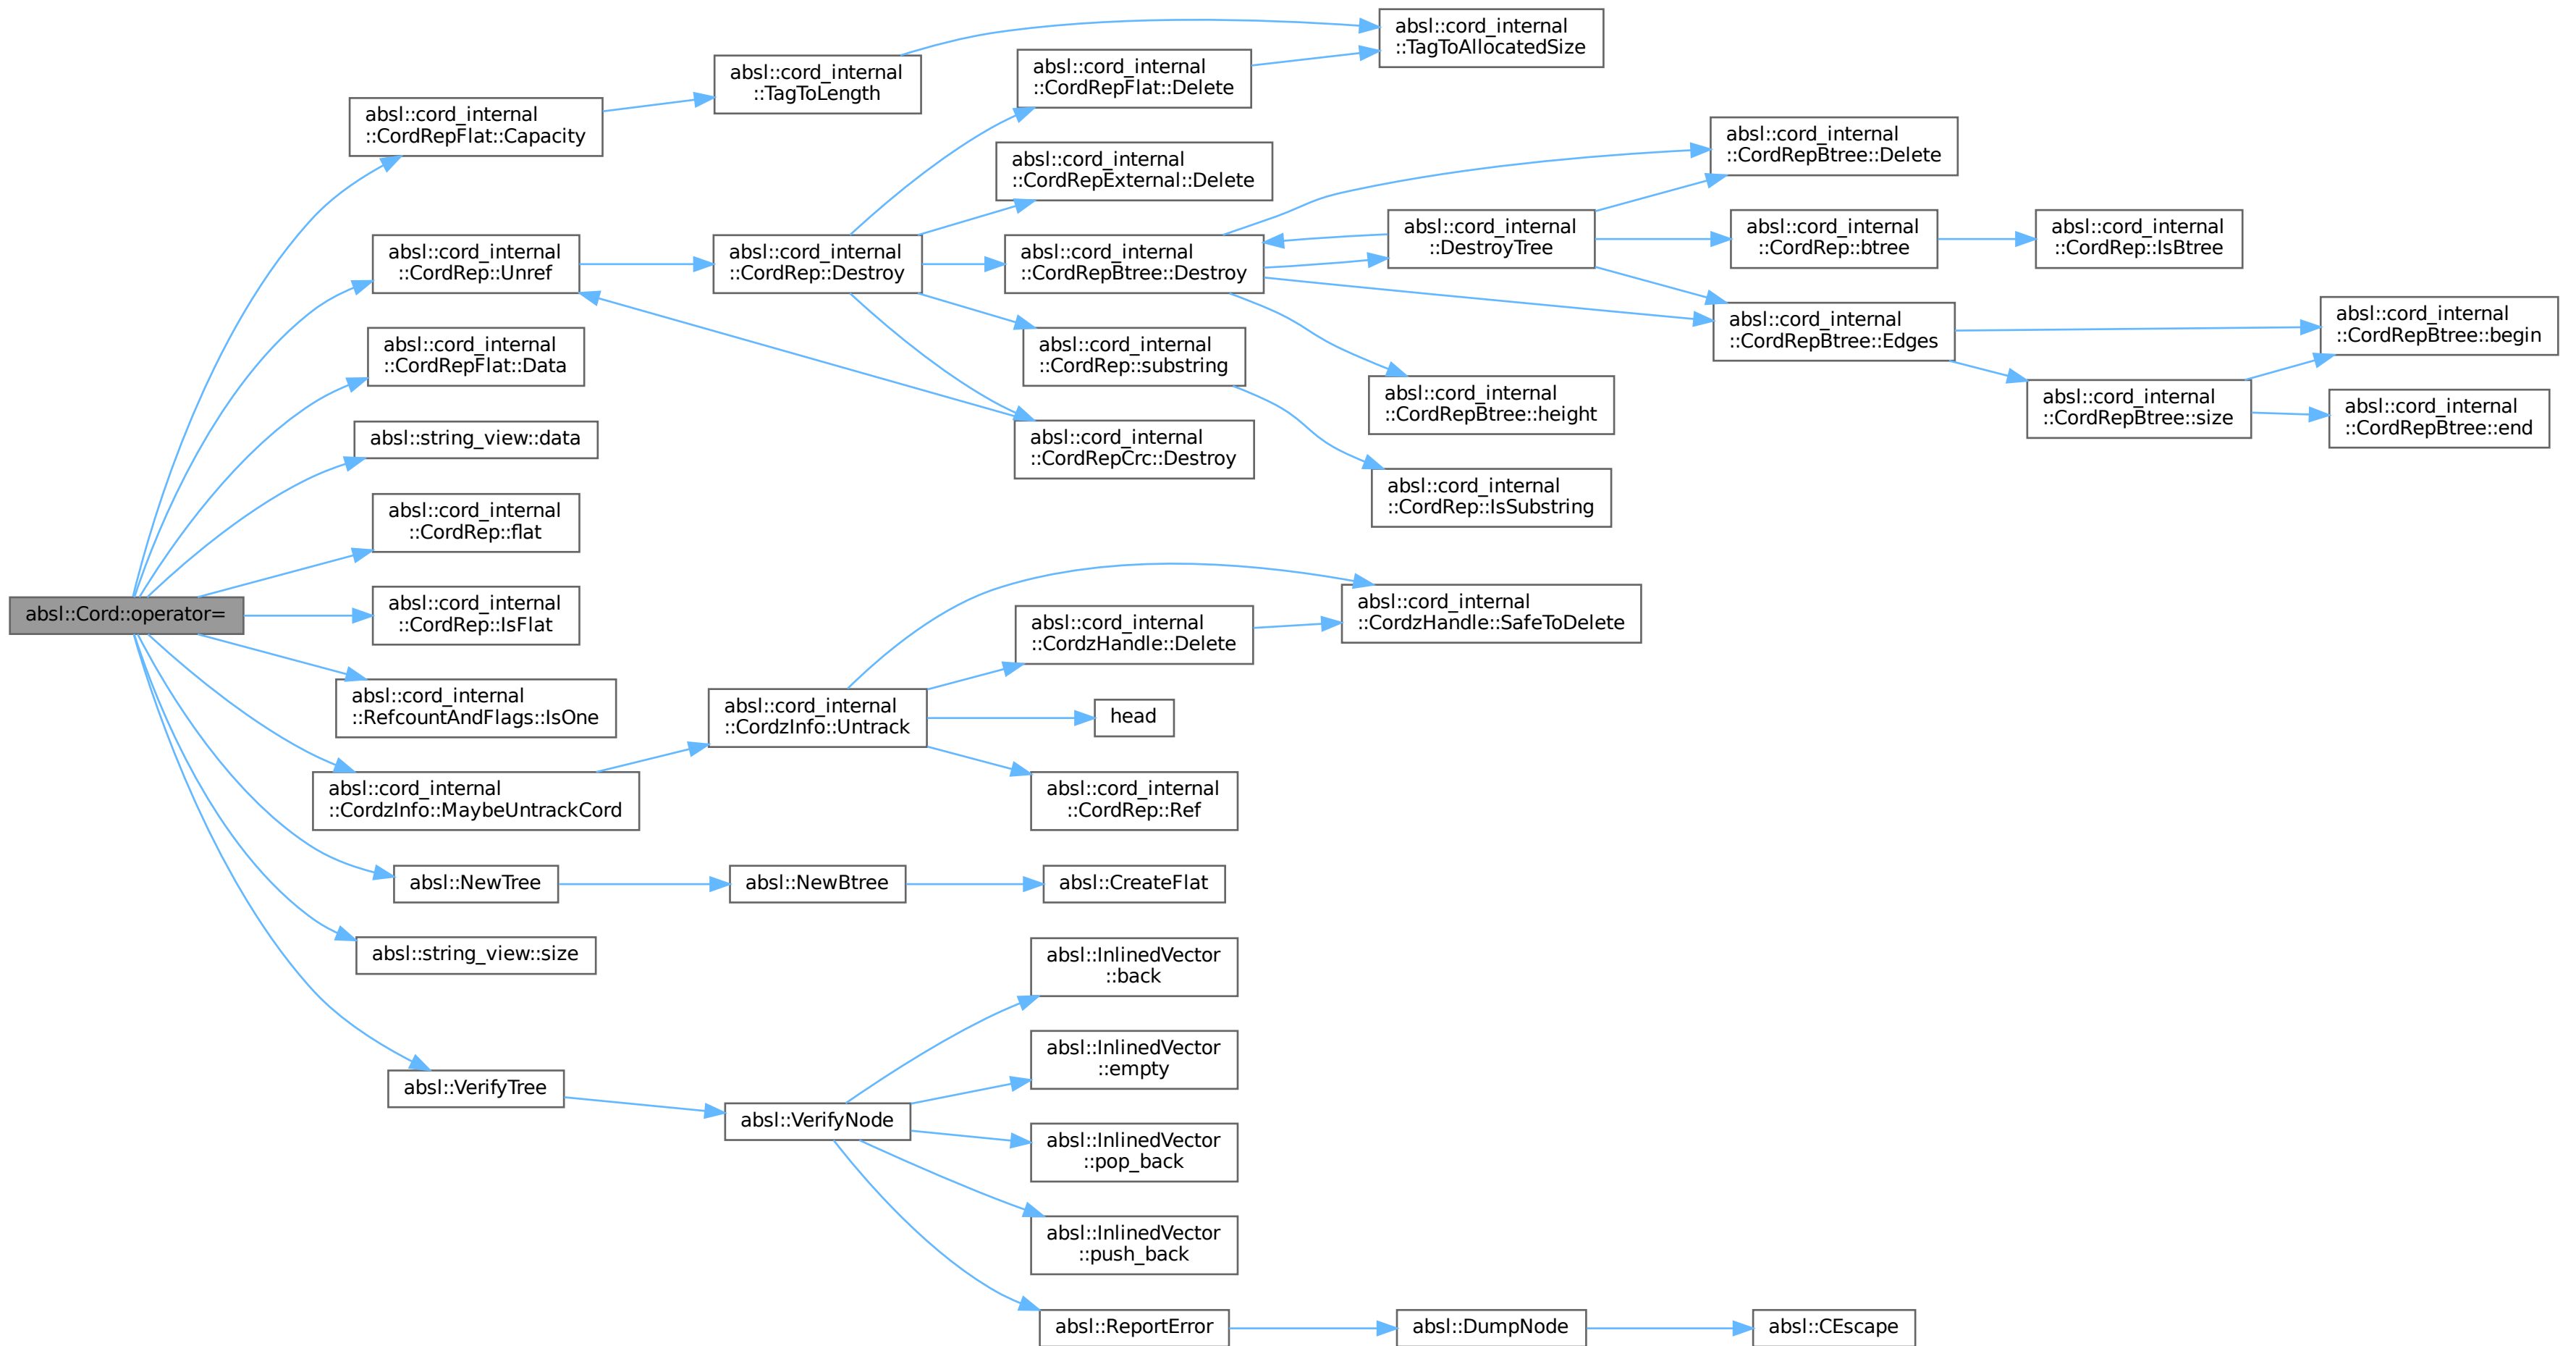 absl::Cord::operator=
absl::cord_internal
::CordRepFlat::Capacity
absl::cord_internal
::CordRep::Unref
absl::cord_internal
::CordRepFlat::Data
absl::string_view::data
absl::cord_internal
::CordRep::flat
absl::cord_internal
::CordRep::IsFlat
absl::cord_internal
::RefcountAndFlags::IsOne
absl::cord_internal
::CordzInfo::MaybeUntrackCord
absl::NewTree
absl::string_view::size
absl::VerifyTree
absl::cord_internal
::TagToLength
absl::cord_internal
::CordRep::Destroy
absl::cord_internal
::CordzInfo::Untrack
absl::NewBtree
absl::VerifyNode
absl::cord_internal
::CordRepFlat::Delete
absl::cord_internal
::CordRepExternal::Delete
absl::cord_internal
::CordRepBtree::Destroy
absl::cord_internal
::CordRep::substring
absl::cord_internal
::CordRepCrc::Destroy
absl::cord_internal
::CordzHandle::Delete
head
absl::cord_internal
::CordRep::Ref
absl::CreateFlat
absl::InlinedVector
::back
absl::InlinedVector
::empty
absl::InlinedVector
::pop_back
absl::InlinedVector
::push_back
absl::ReportError
absl::cord_internal
::TagToAllocatedSize
absl::cord_internal
::DestroyTree
absl::cord_internal
::CordRepBtree::height
absl::cord_internal
::CordRep::IsSubstring
absl::cord_internal
::CordzHandle::SafeToDelete
absl::DumpNode
absl::cord_internal
::CordRepBtree::Delete
absl::cord_internal
::CordRep::btree
absl::cord_internal
::CordRepBtree::Edges
absl::CEscape
absl::cord_internal
::CordRep::IsBtree
absl::cord_internal
::CordRepBtree::size
absl::cord_internal
::CordRepBtree::begin
absl::cord_internal
::CordRepBtree::end